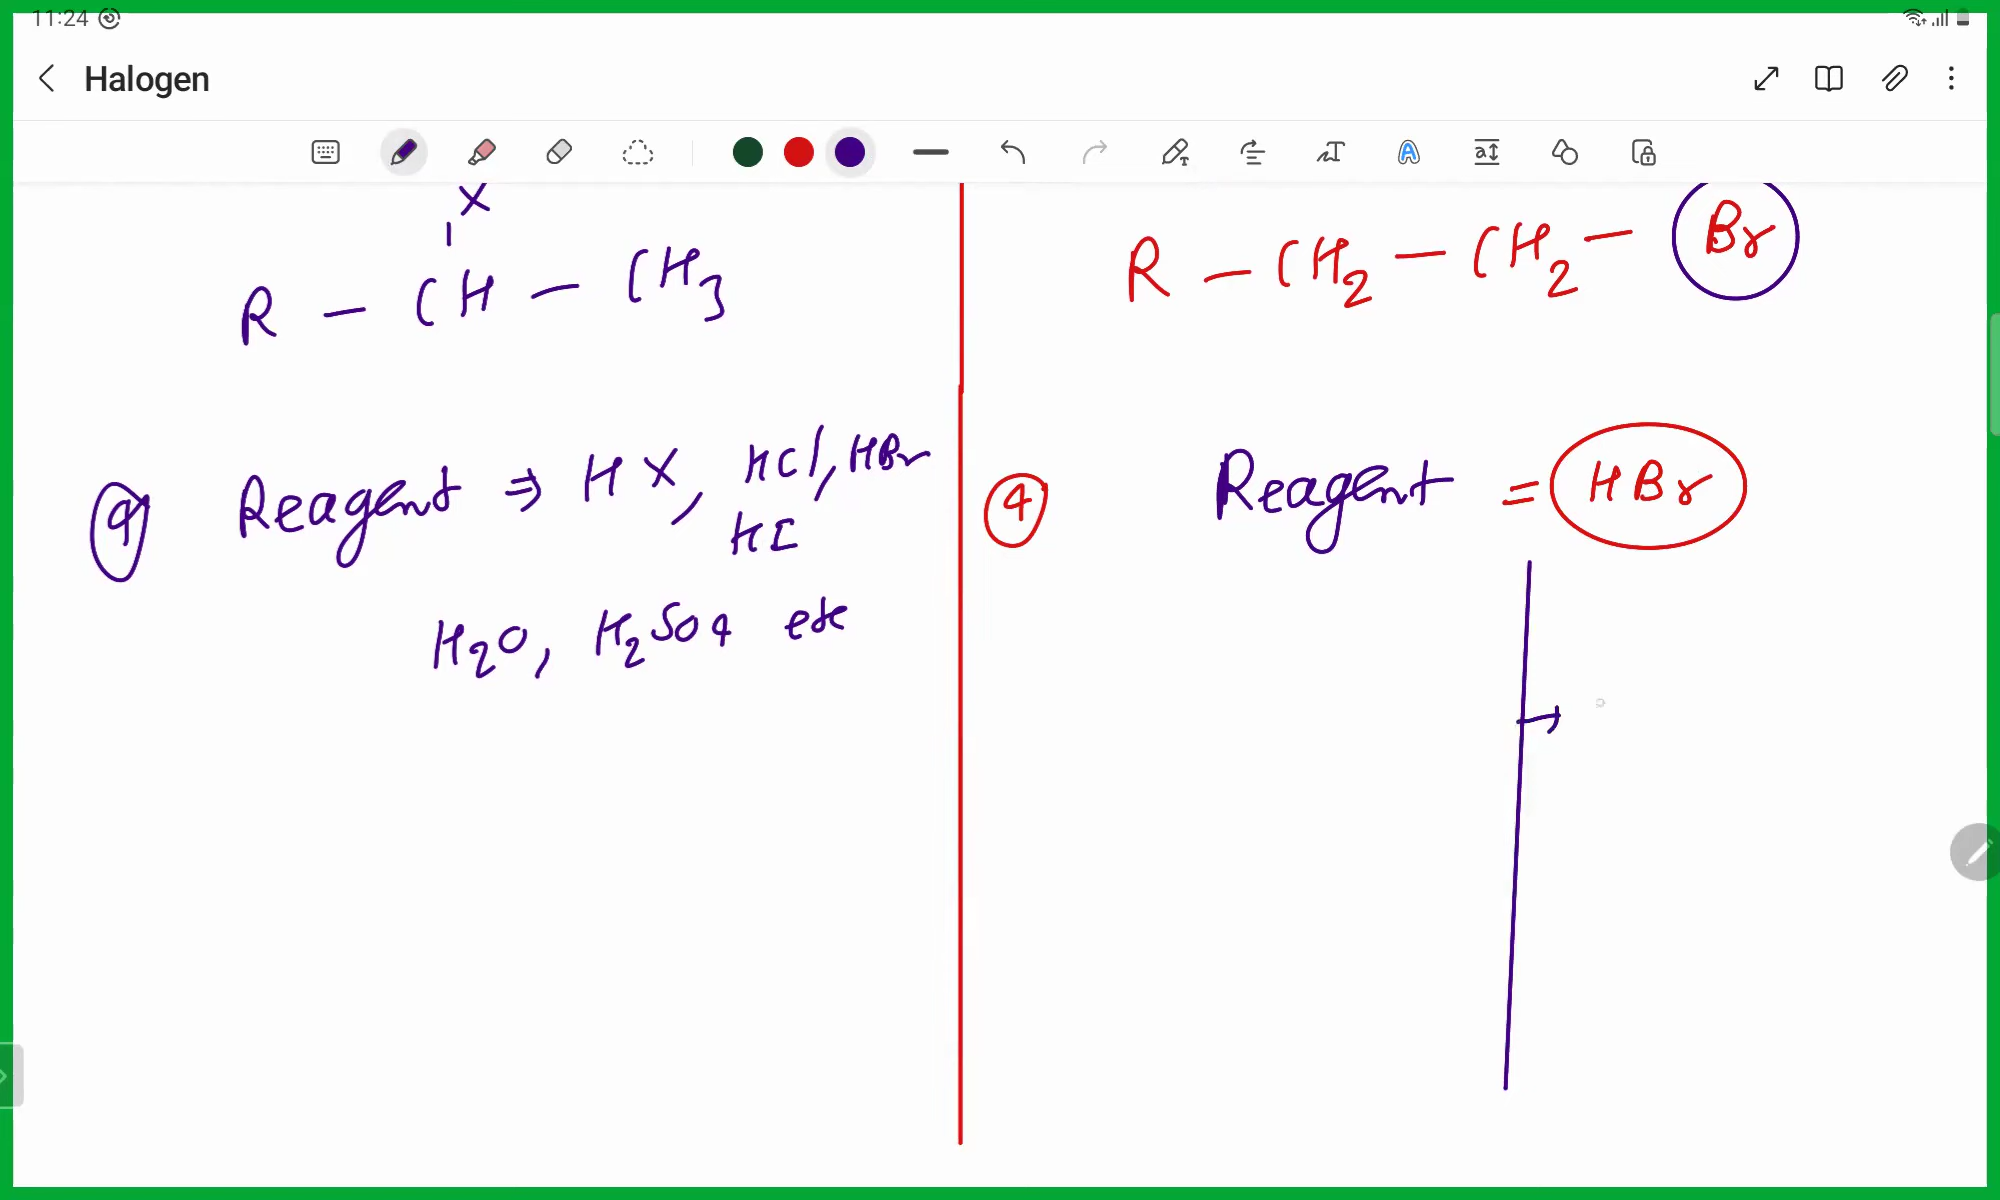 11:24
Halogen
X
R – CH – CH3
④ Reagent ⇒ HX, HCl, HBr
HI
H2O, H2SO4 etc
R – CH2 – CH2 – Br
④ Reagent = HBr
→